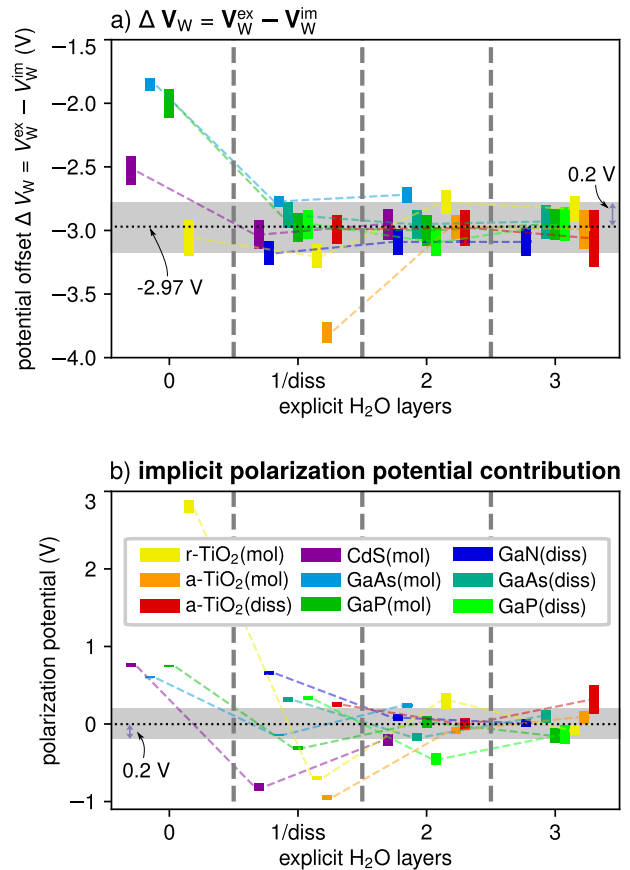 a) Δ V_W = V_W^ex − V_W^im
potential offset Δ V_W = V_W^ex − V_W^im (V)
−1.5
−2.0
−2.5
−3.0
−3.5
−4.0
0.2 V
-2.97 V
0
1/diss
2
3
explicit H₂O layers
b) implicit polarization potential contribution
polarization potential (V)
3
2
1
0
−1
r-TiO₂(mol)
a-TiO₂(mol)
a-TiO₂(diss)
CdS(mol)
GaAs(mol)
GaP(mol)
GaN(diss)
GaAs(diss)
GaP(diss)
0.2 V
0
1/diss
2
3
explicit H₂O layers